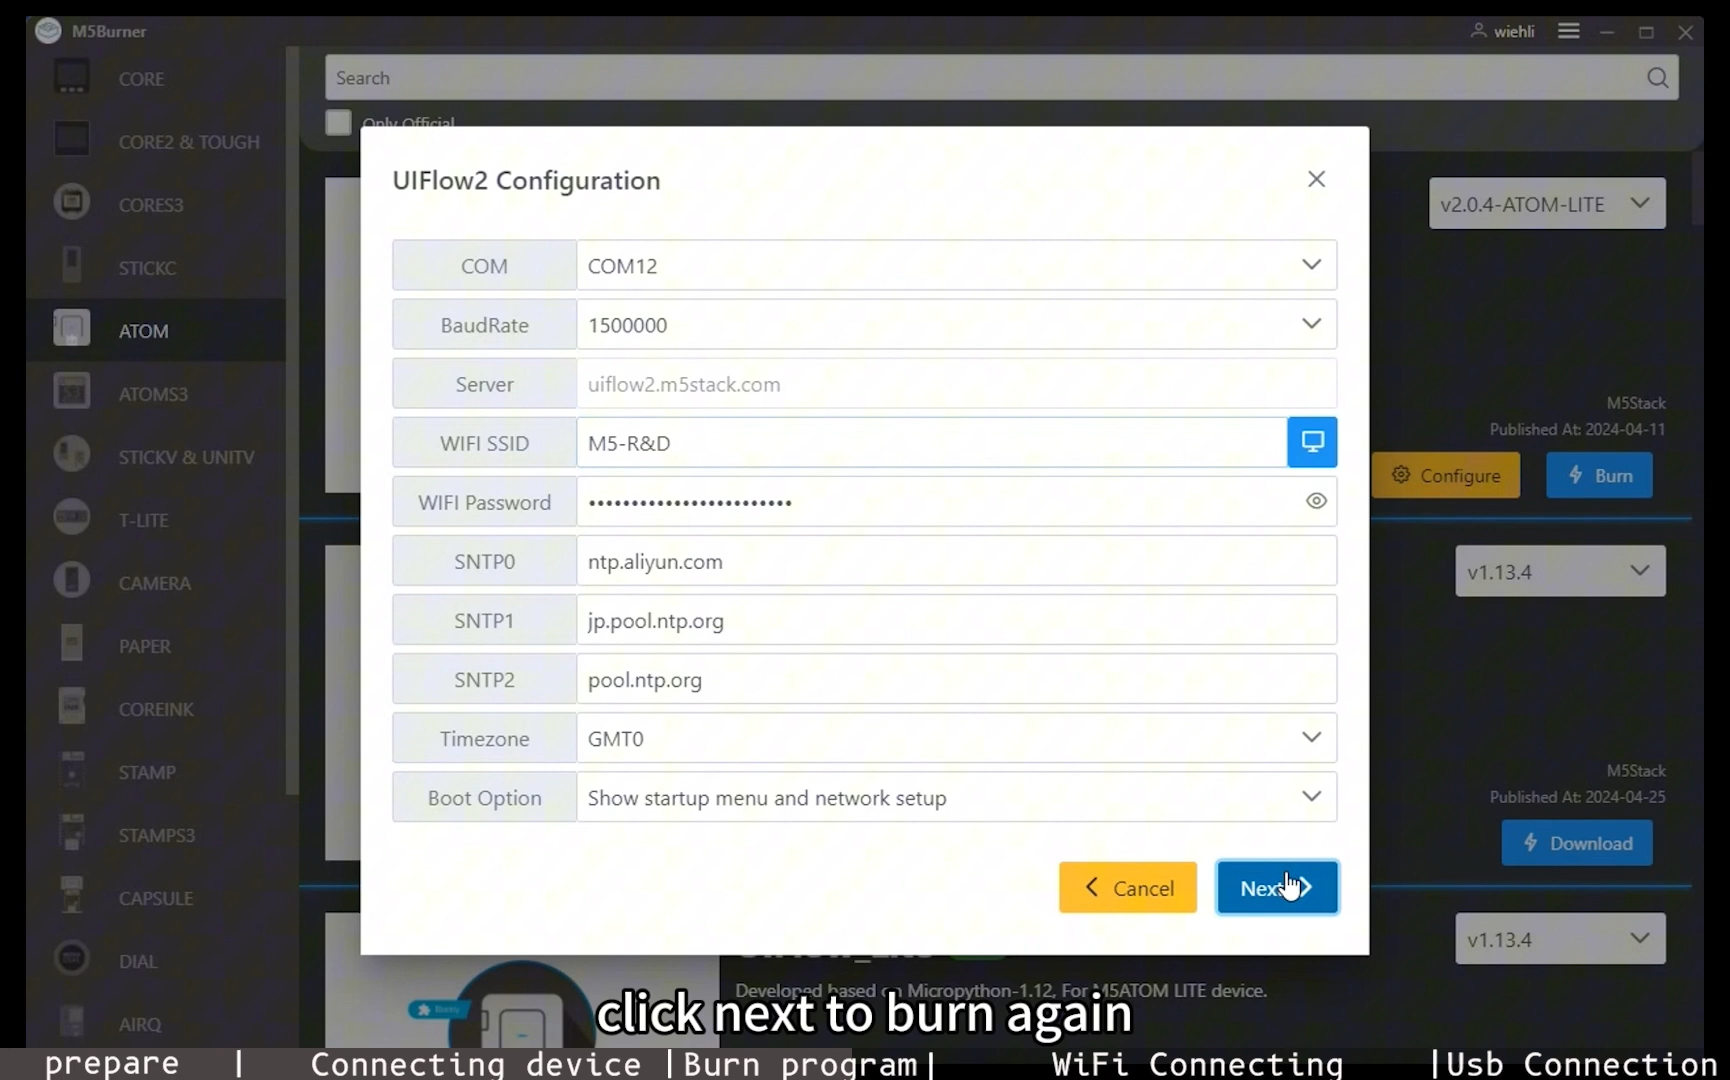 M5Burner
wiehli
CORE
CORE2 & TOUGH
CORES3
STICKC
ATOM
ATOMS3
STICKV & UNITV
T-LITE
CAMERA
PAPER
COREINK
STAMP
STAMPS3
CAPSULE
DIAL
AIRQ
Search
Only Official
UIFlow2 Configuration
COM COM12
BaudRate 1500000
Server uiflow2.m5stack.com
WIFI SSID M5-R&D
WIFI Password ••••••••••••••••••••••••
SNTP0 ntp.aliyun.com
SNTP1 jp.pool.ntp.org
SNTP2 pool.ntp.org
Timezone GMT0
Boot Option Show startup menu and network setup
Cancel Next
v2.0.4-ATOM-LITE
M5Stack
Published At: 2024-04-11
Configure Burn
v1.13.4
M5Stack
Published At: 2024-04-25
Download
v1.13.4
Developed based on Micropython-1.12, For M5ATOM LITE device.
click next to burn again
prepare | Connecting device |Burn program| WiFi Connecting |Usb Connection